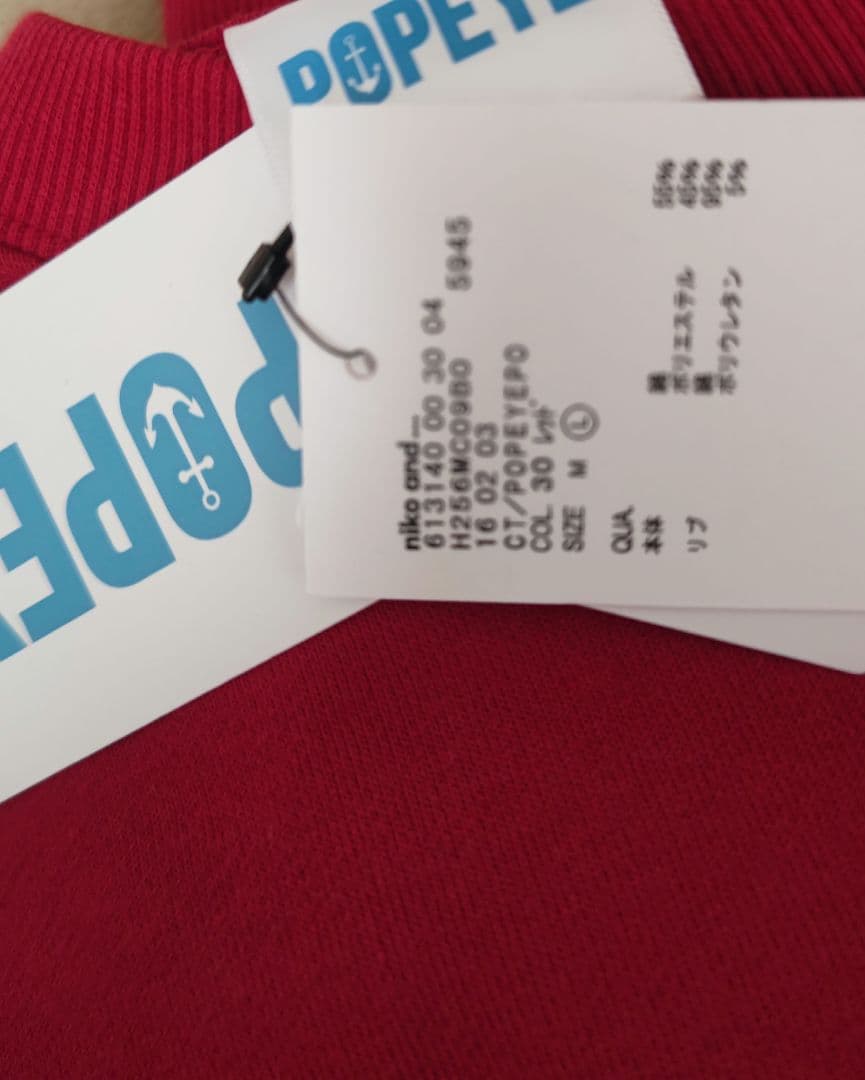 POPEYE
POPE
niko and ...
613140 00 30 04
H256MC0980 5945
16 02 03
CT/POPEYEPO
COL 30 レッド
SIZE M Ⓛ
QUA.
本体 綿 55%
ポリエステル 45%
リブ 綿 95%
ポリウレタン 5%